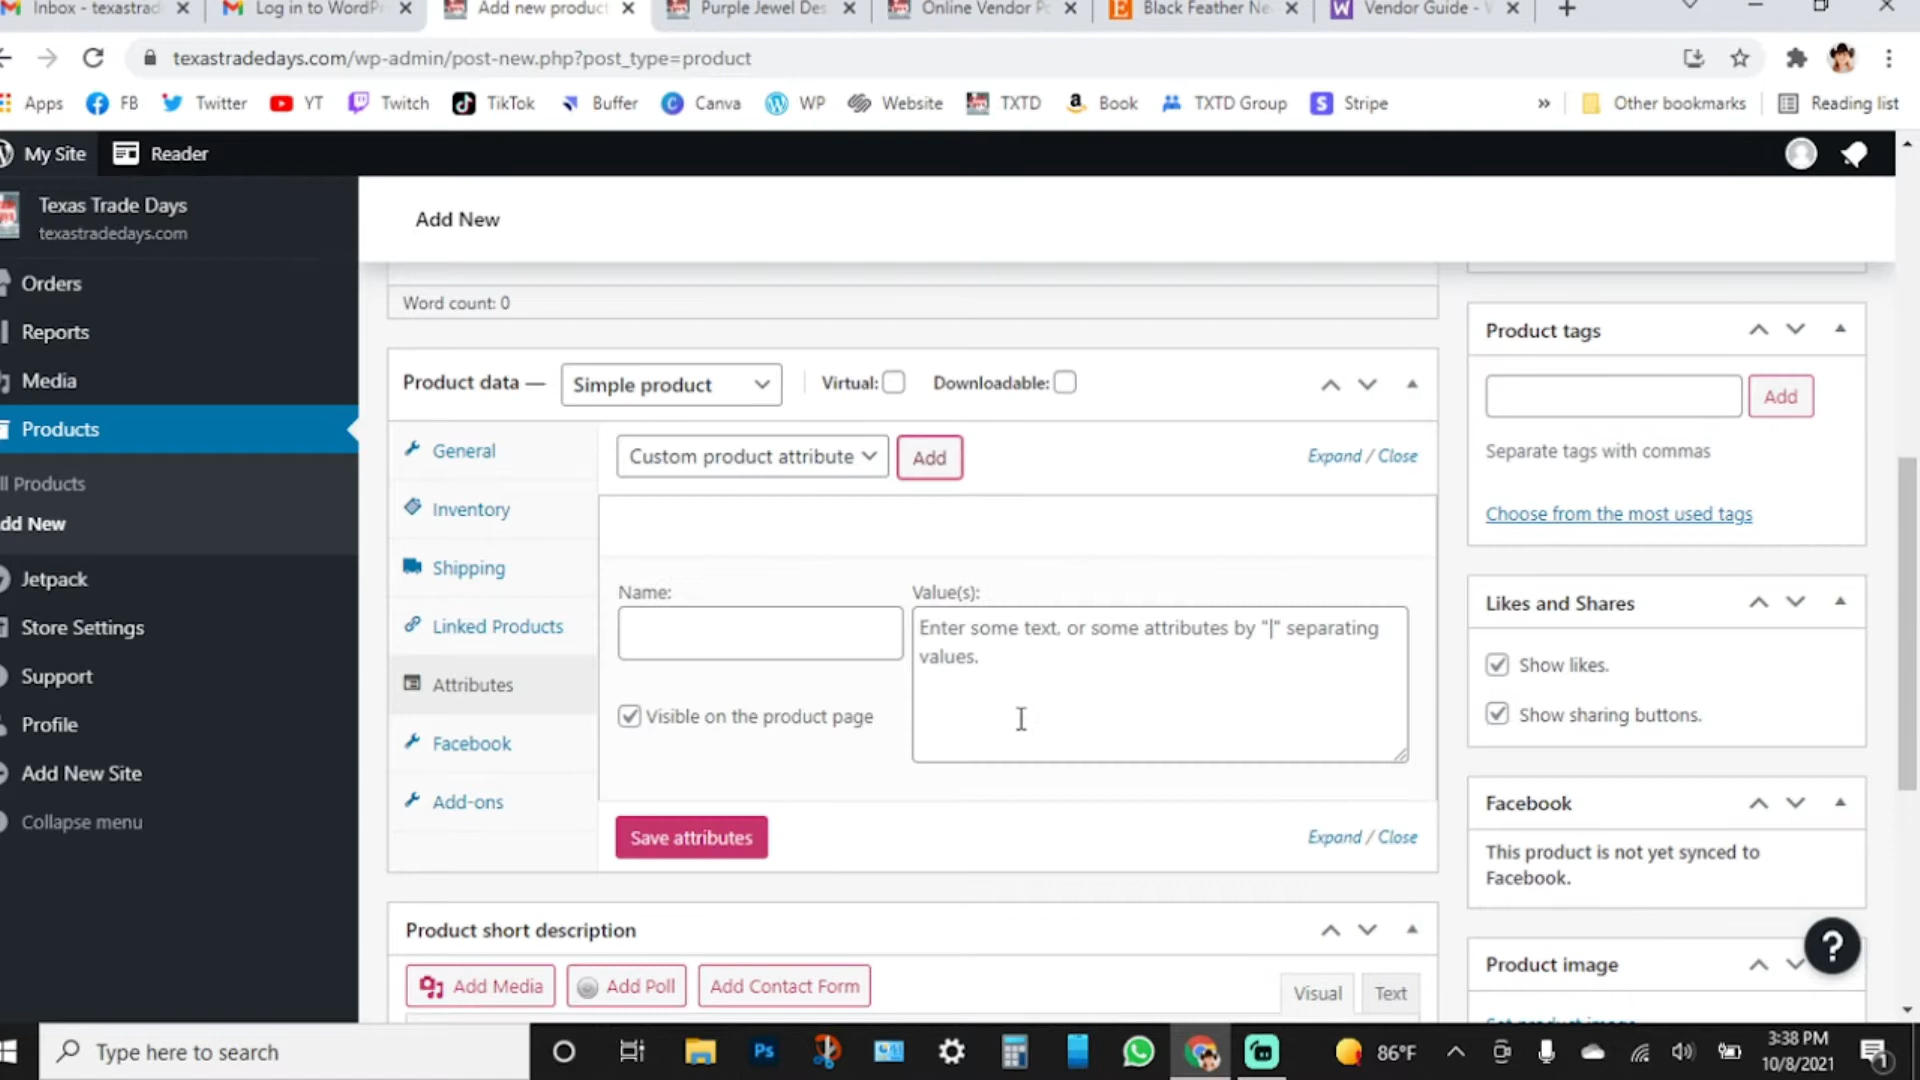 Inbox - texastrad
Log in to WordPr
Add new product
Purple Jewel Des
Online Vendor Po
Black Feather Ne
Vendor Guide - W
texastradedays.com/wp-admin/post-new.php?post_type=product
Apps
FB
Twitter
YT
Twitch
TikTok
Buffer
Canva
WP
Website
TXTD
Book
TXTD Group
Stripe
»
Other bookmarks
Reading list
My Site
Reader
Texas Trade Days
texastradedays.com
Orders
Reports
Media
Products
ll Products
dd New
Jetpack
Store Settings
Support
Profile
Add New Site
Collapse menu
Add New
Word count: 0
Product data —
Simple product
Virtual:
Downloadable:
General
Inventory
Shipping
Linked Products
Attributes
Facebook
Add-ons
Custom product attribute
Add
Expand / Close
Name:
Value(s):
Enter some text, or some attributes by "|" separating
values.
Visible on the product page
Save attributes
Expand / Close
Product short description
Add Media
Add Poll
Add Contact Form
Visual
Text
Product tags
Add
Separate tags with commas
Choose from the most used tags
Likes and Shares
Show likes.
Show sharing buttons.
Facebook
This product is not yet synced to
Facebook.
Product image
?
Type here to search
Ps
86°F
3:38 PM
10/8/2021
1